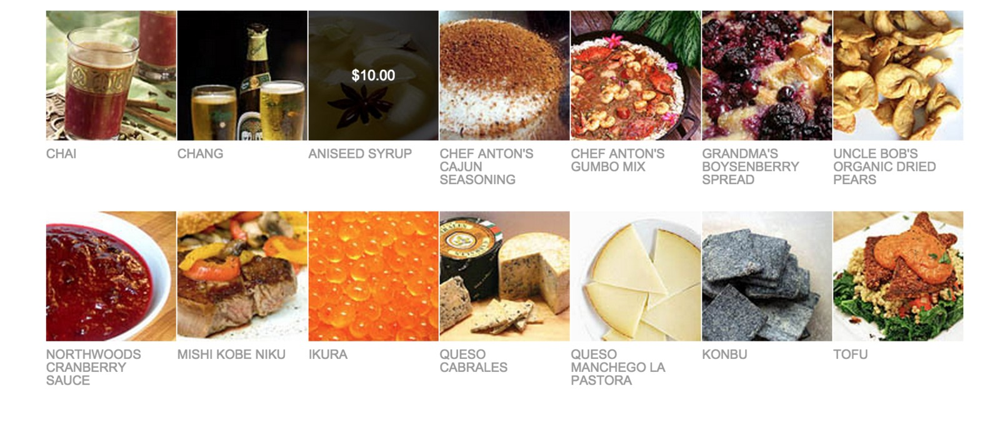 $10.00
CHAI
CHANG
ANISEED SYRUP
CHEF ANTON'S
CAJUN
SEASONING
CHEF ANTON'S
GUMBO MIX
GRANDMA'S
BOYSENBERRY
SPREAD
UNCLE BOB'S
ORGANIC DRIED
PEARS
NORTHWOODS
CRANBERRY
SAUCE
MISHI KOBE NIKU
IKURA
QUESO
CABRALES
QUESO
MANCHEGO LA
PASTORA
KONBU
TOFU